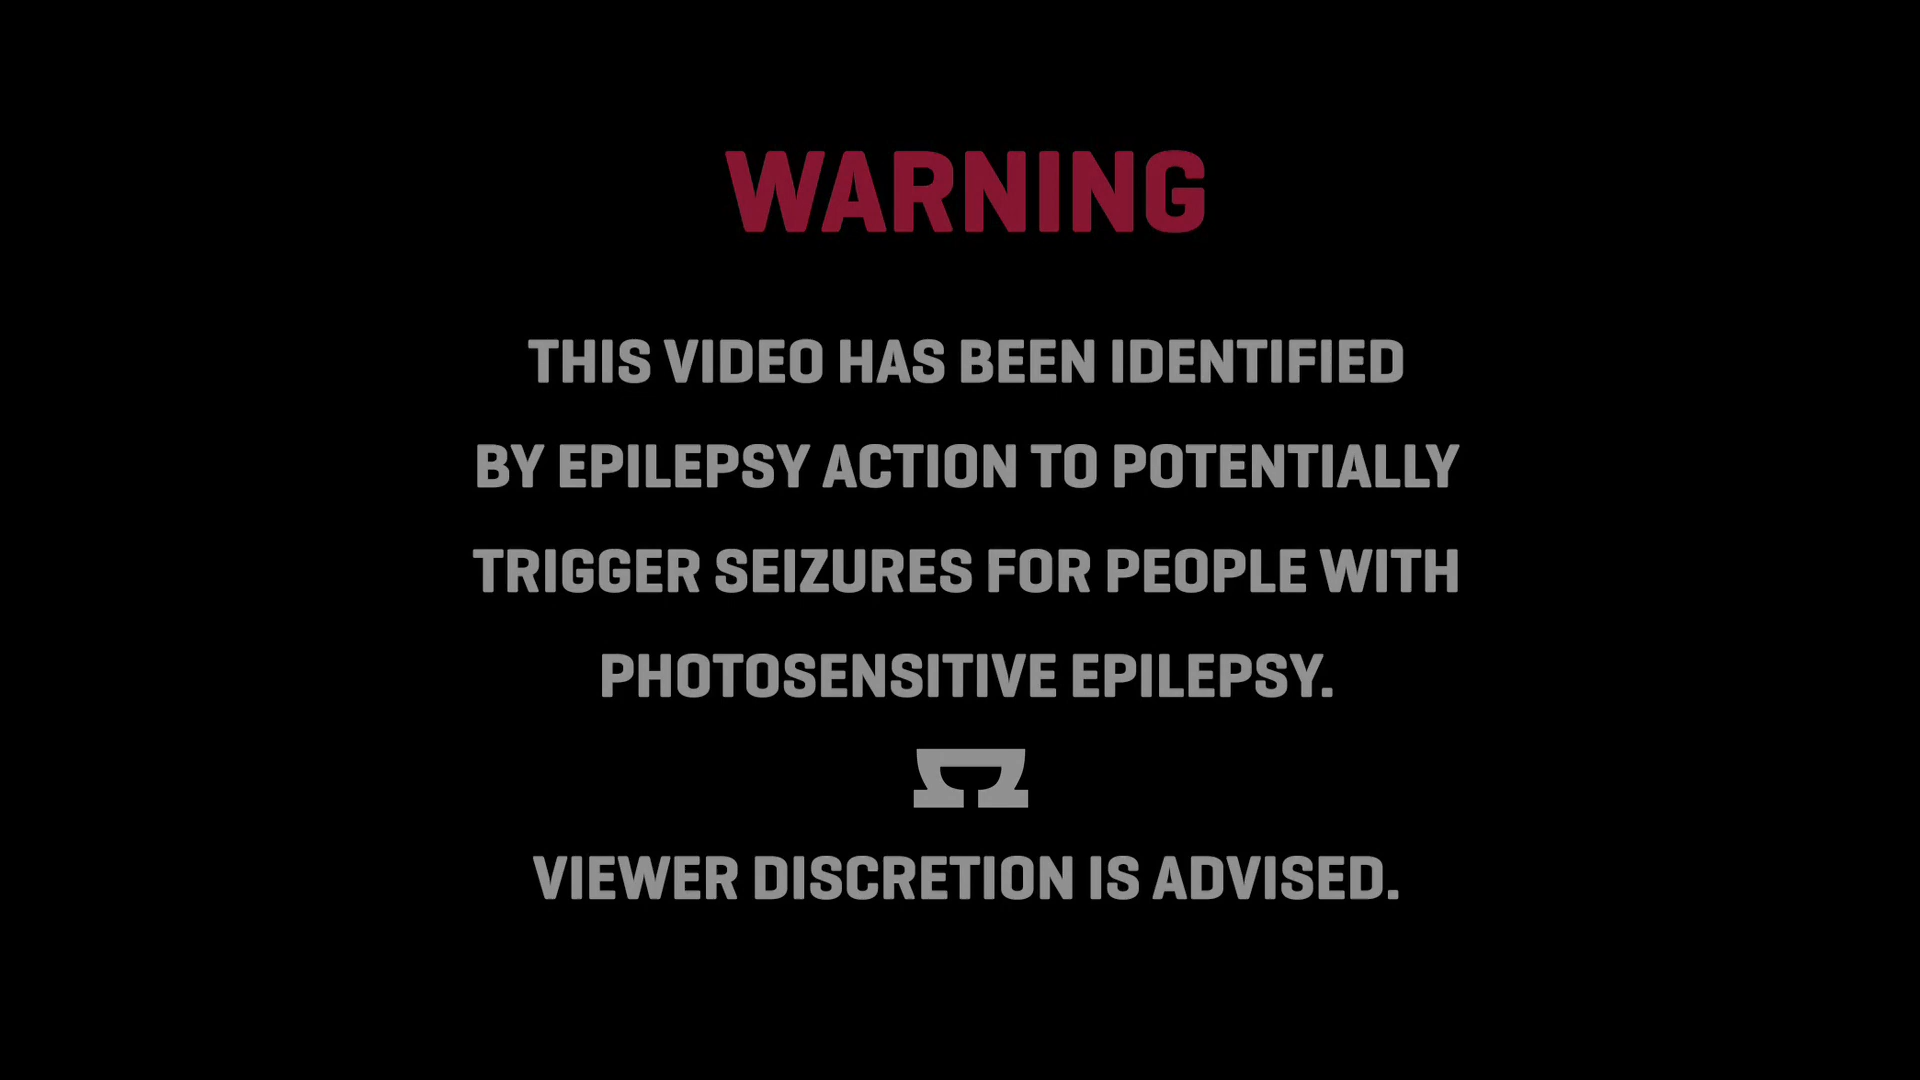 WARNING
THIS VIDEO HAS BEEN IDENTIFIED
BY EPILEPSY ACTION TO POTENTIALLY
TRIGGER SEIZURES FOR PEOPLE WITH
PHOTOSENSITIVE EPILEPSY.
VIEWER DISCRETION IS ADVISED.